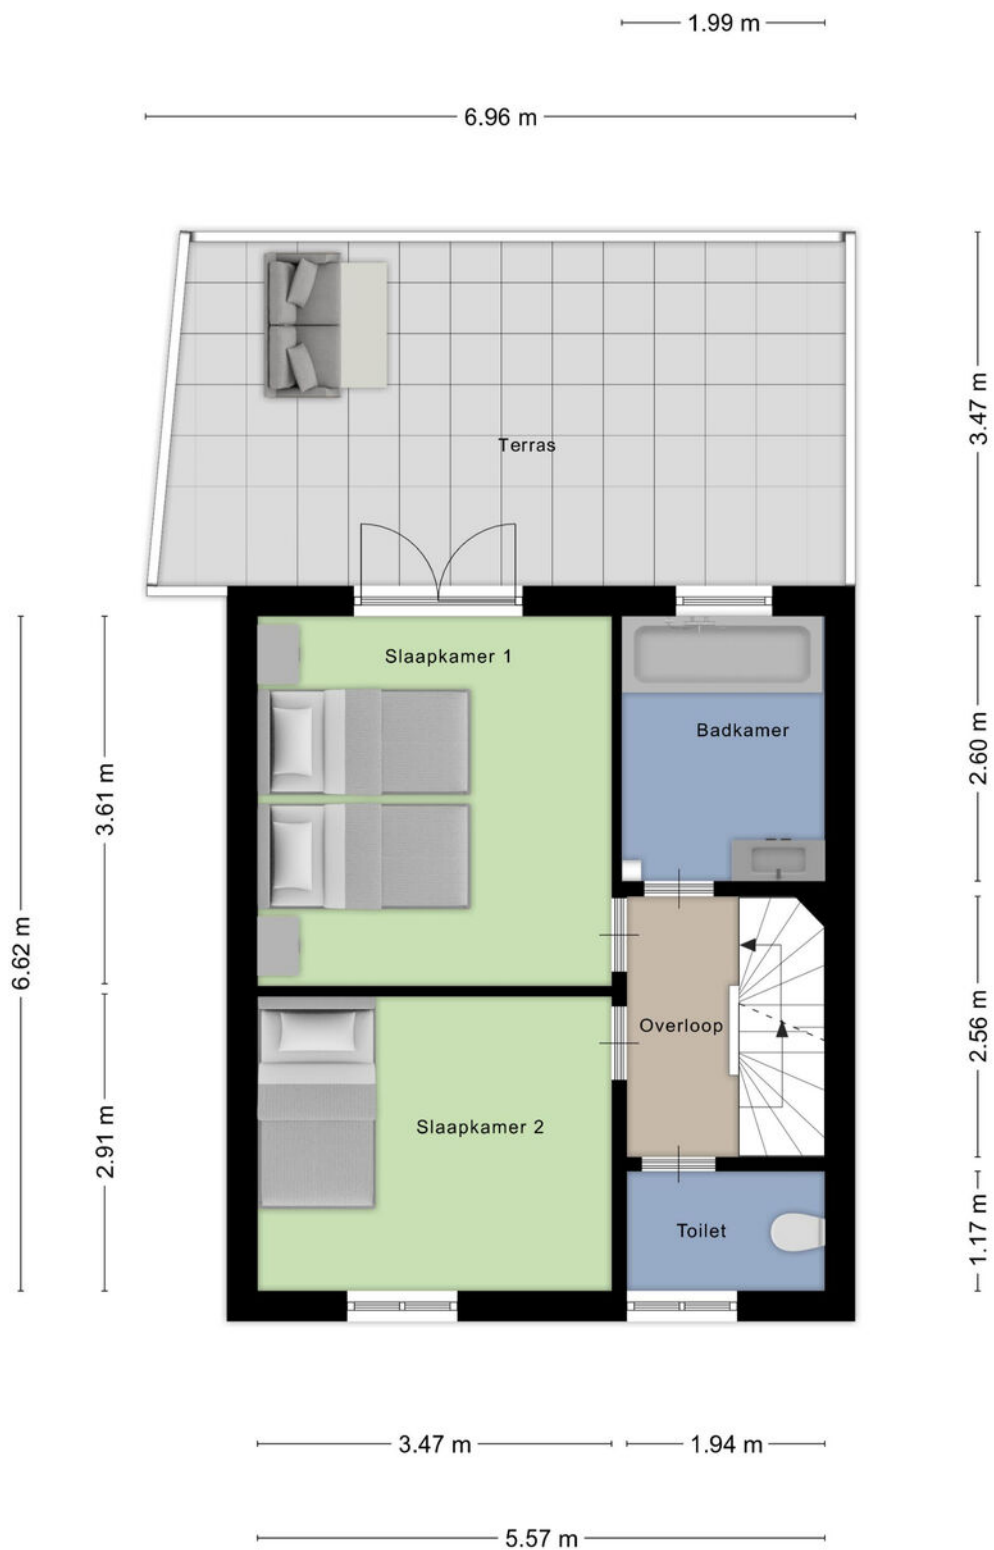 1.99 m
6.96 m
3.47 m
Terras
Slaapkamer 1
Badkamer
2.60 m
3.61 m
6.62 m
Overloop
2.56 m
Slaapkamer 2
2.91 m
Toilet
1.17 m
3.47 m
1.94 m
5.57 m